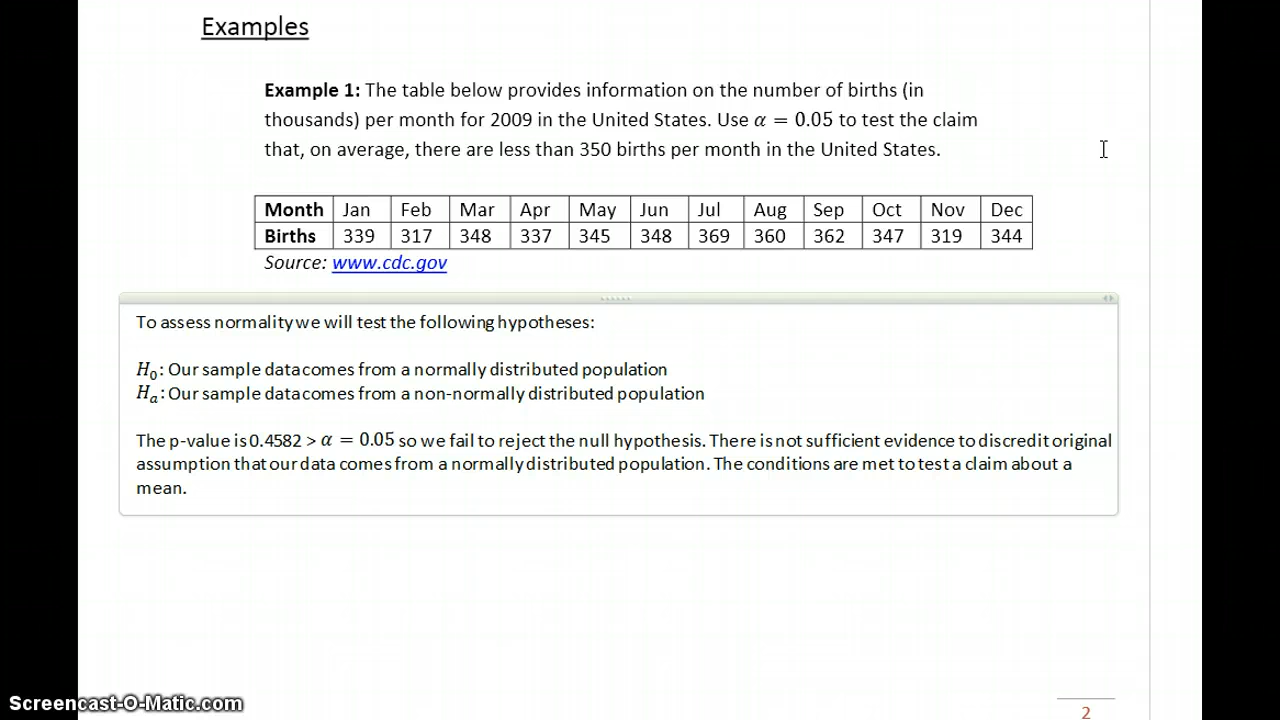 Examples
Example 1: The table below provides information on the number of births (in
thousands) per month for 2009 in the United States. Use α = 0.05 to test the claim
that, on average, there are less than 350 births per month in the United States.
Month Jan Feb Mar Apr May Jun Jul Aug Sep Oct Nov Dec
Births 339 317 348 337 345 348 369 360 362 347 319 344
Source: www.cdc.gov
To assess normality we will test the following hypotheses:
H₀: Our sample data comes from a normally distributed population
Hₐ: Our sample data comes from a non-normally distributed population
The p-value is 0.4582 > α = 0.05 so we fail to reject the null hypothesis. There is not sufficient evidence to discredit original
assumption that our data comes from a normally distributed population. The conditions are met to test a claim about a
mean.
Screencast-O-Matic.com
2